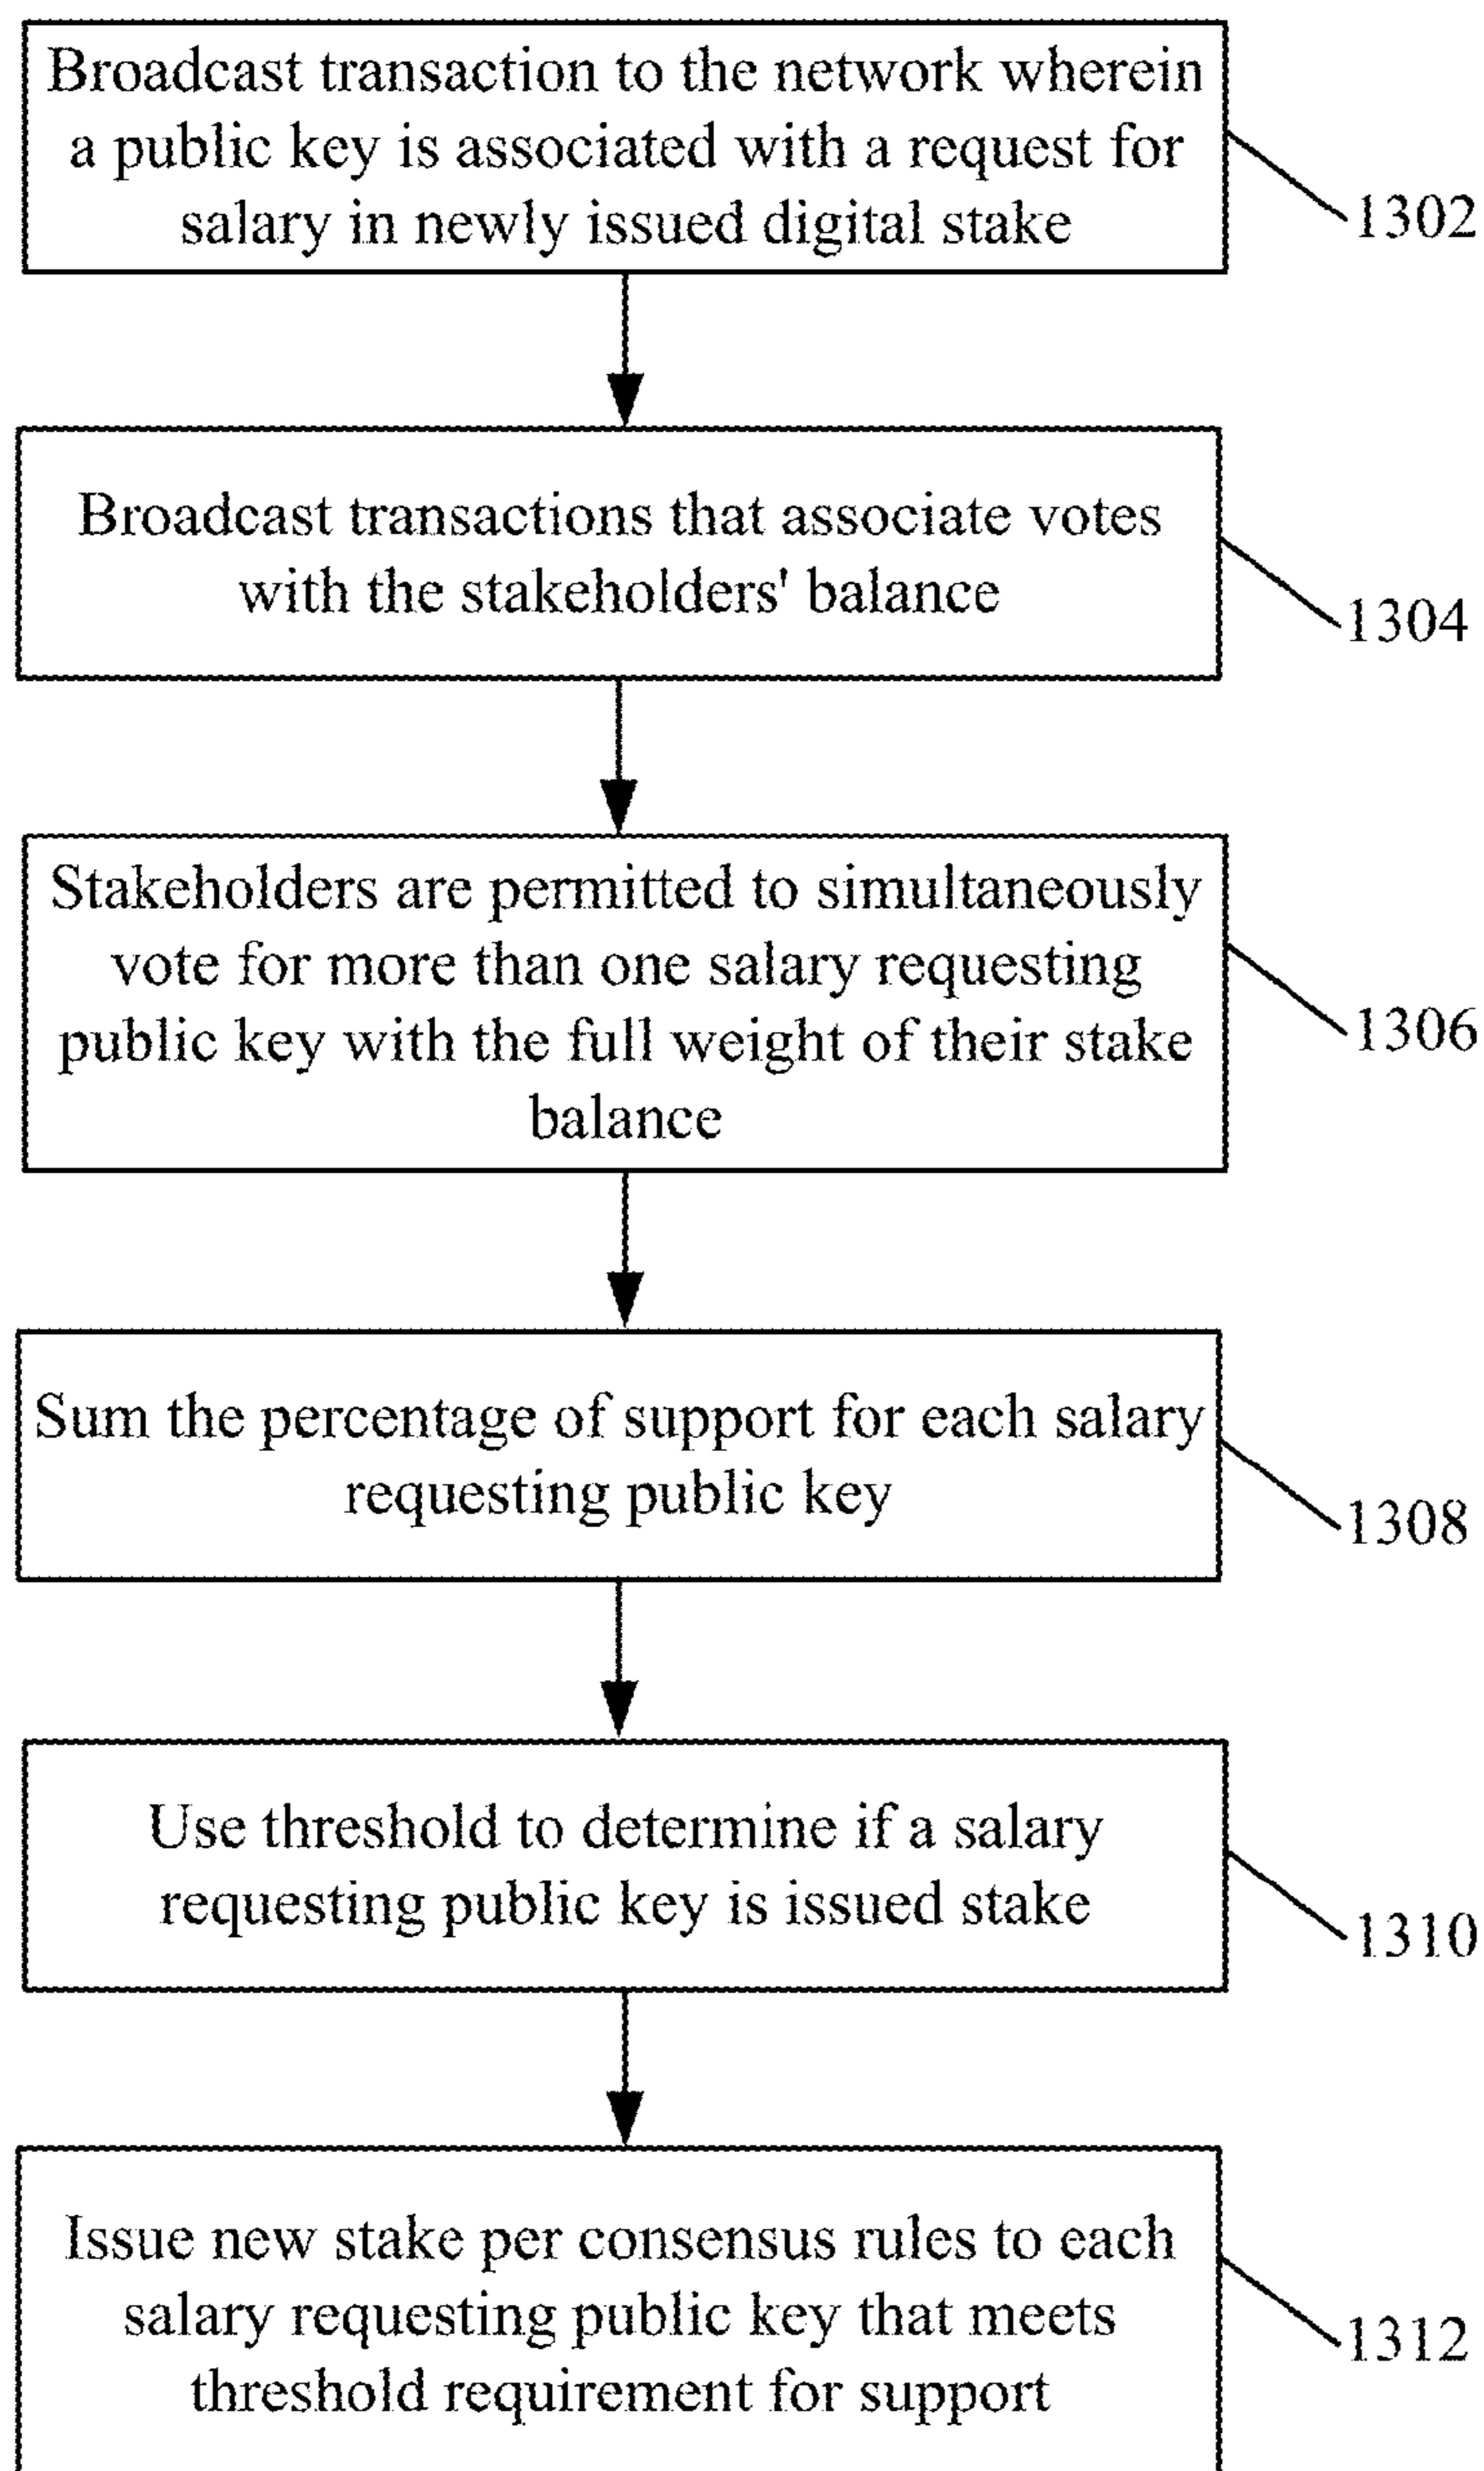 Broadcast transaction to the network wherein
a public key is associated with a request for
salary in newly issued digital stake
1302
Broadcast transactions that associate votes
with the stakeholders' balance
1304
Stakeholders are permitted to simultaneously
vote for more than one salary requesting
public key with the full weight of their stake
balance
1306
Sum the percentage of support for each salary
requesting public key
1308
Use threshold to determine if a salary
requesting public key is issued stake
1310
Issue new stake per consensus rules to each
salary requesting public key that meets
threshold requirement for support
1312